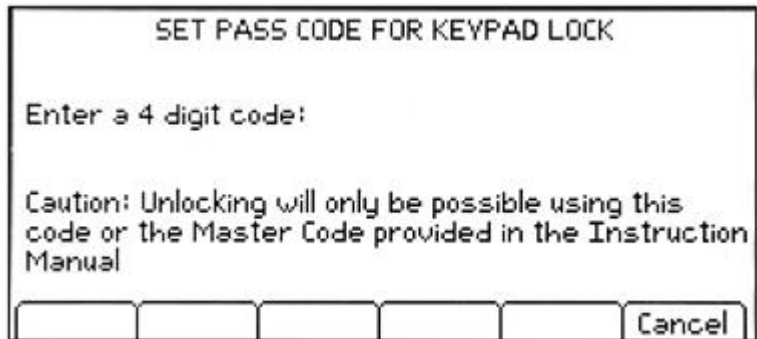 SET PASS CODE FOR KEYPAD LOCK
Enter a 4 digit code:
Caution: Unlocking will only be possible using this
code or the Master Code provided in the Instruction
Manual
Cancel